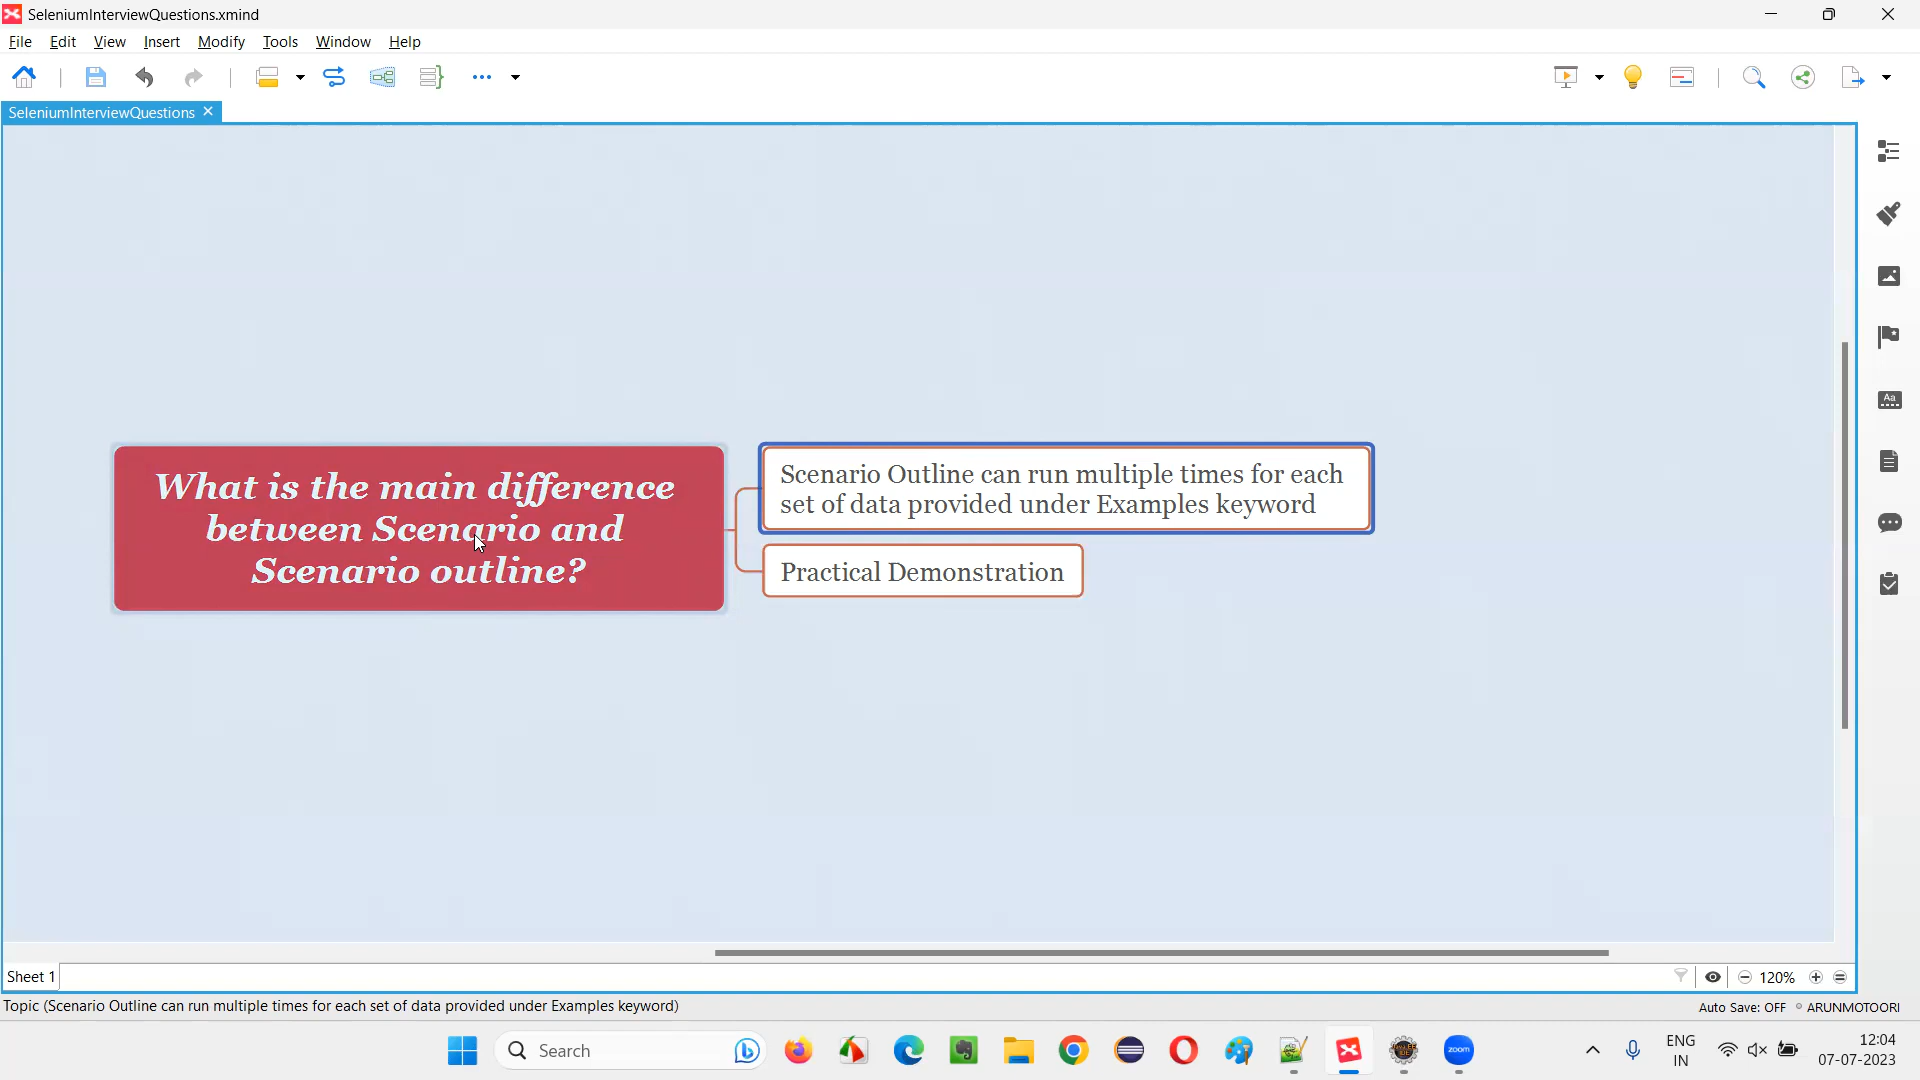 SeleniumInterviewQuestions.xmind
File Edit View Insert Modify Tools Window Help
SeleniumInterviewQuestions
What is the main difference
between Scenario and
Scenario outline?
Scenario Outline can run multiple times for each
set of data provided under Examples keyword
Practical Demonstration
Aa
Sheet 1
120%
Topic (Scenario Outline can run multiple times for each set of data provided under Examples keyword)
Auto Save: OFF ARUNMOTOORI
Search
zoom
ENG
IN
12:04
07-07-2023